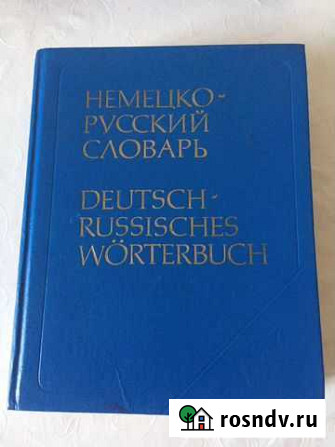 НЕМЕЦКО-
РУССКИЙ
СЛОВАРЬ
DEUTSCH-
RUSSISCHES
WÖRTERBUCH
rosndv.ru